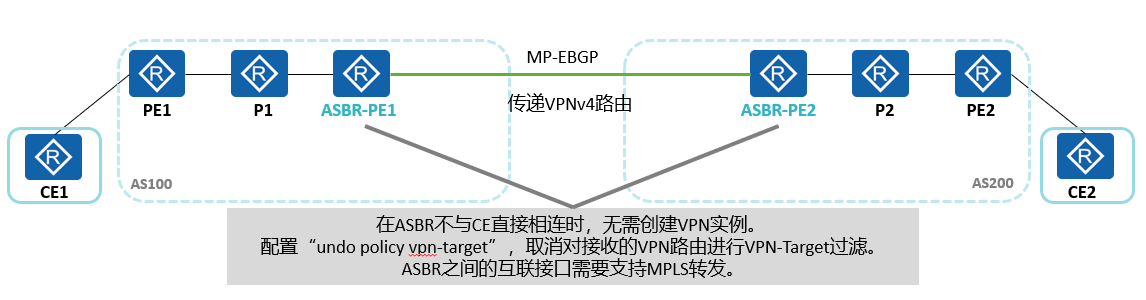 MP-EBGP
传递VPNv4路由
PE1
P1
ASBR-PE1
ASBR-PE2
P2
PE2
CE1
AS100
AS200
CE2
在ASBR不与CE直接相连时，无需创建VPN实例。
配置“undo policy vpn-target”，取消对接收的VPN路由进行VPN-Target过滤。
ASBR之间的互联接口需要支持MPLS转发。